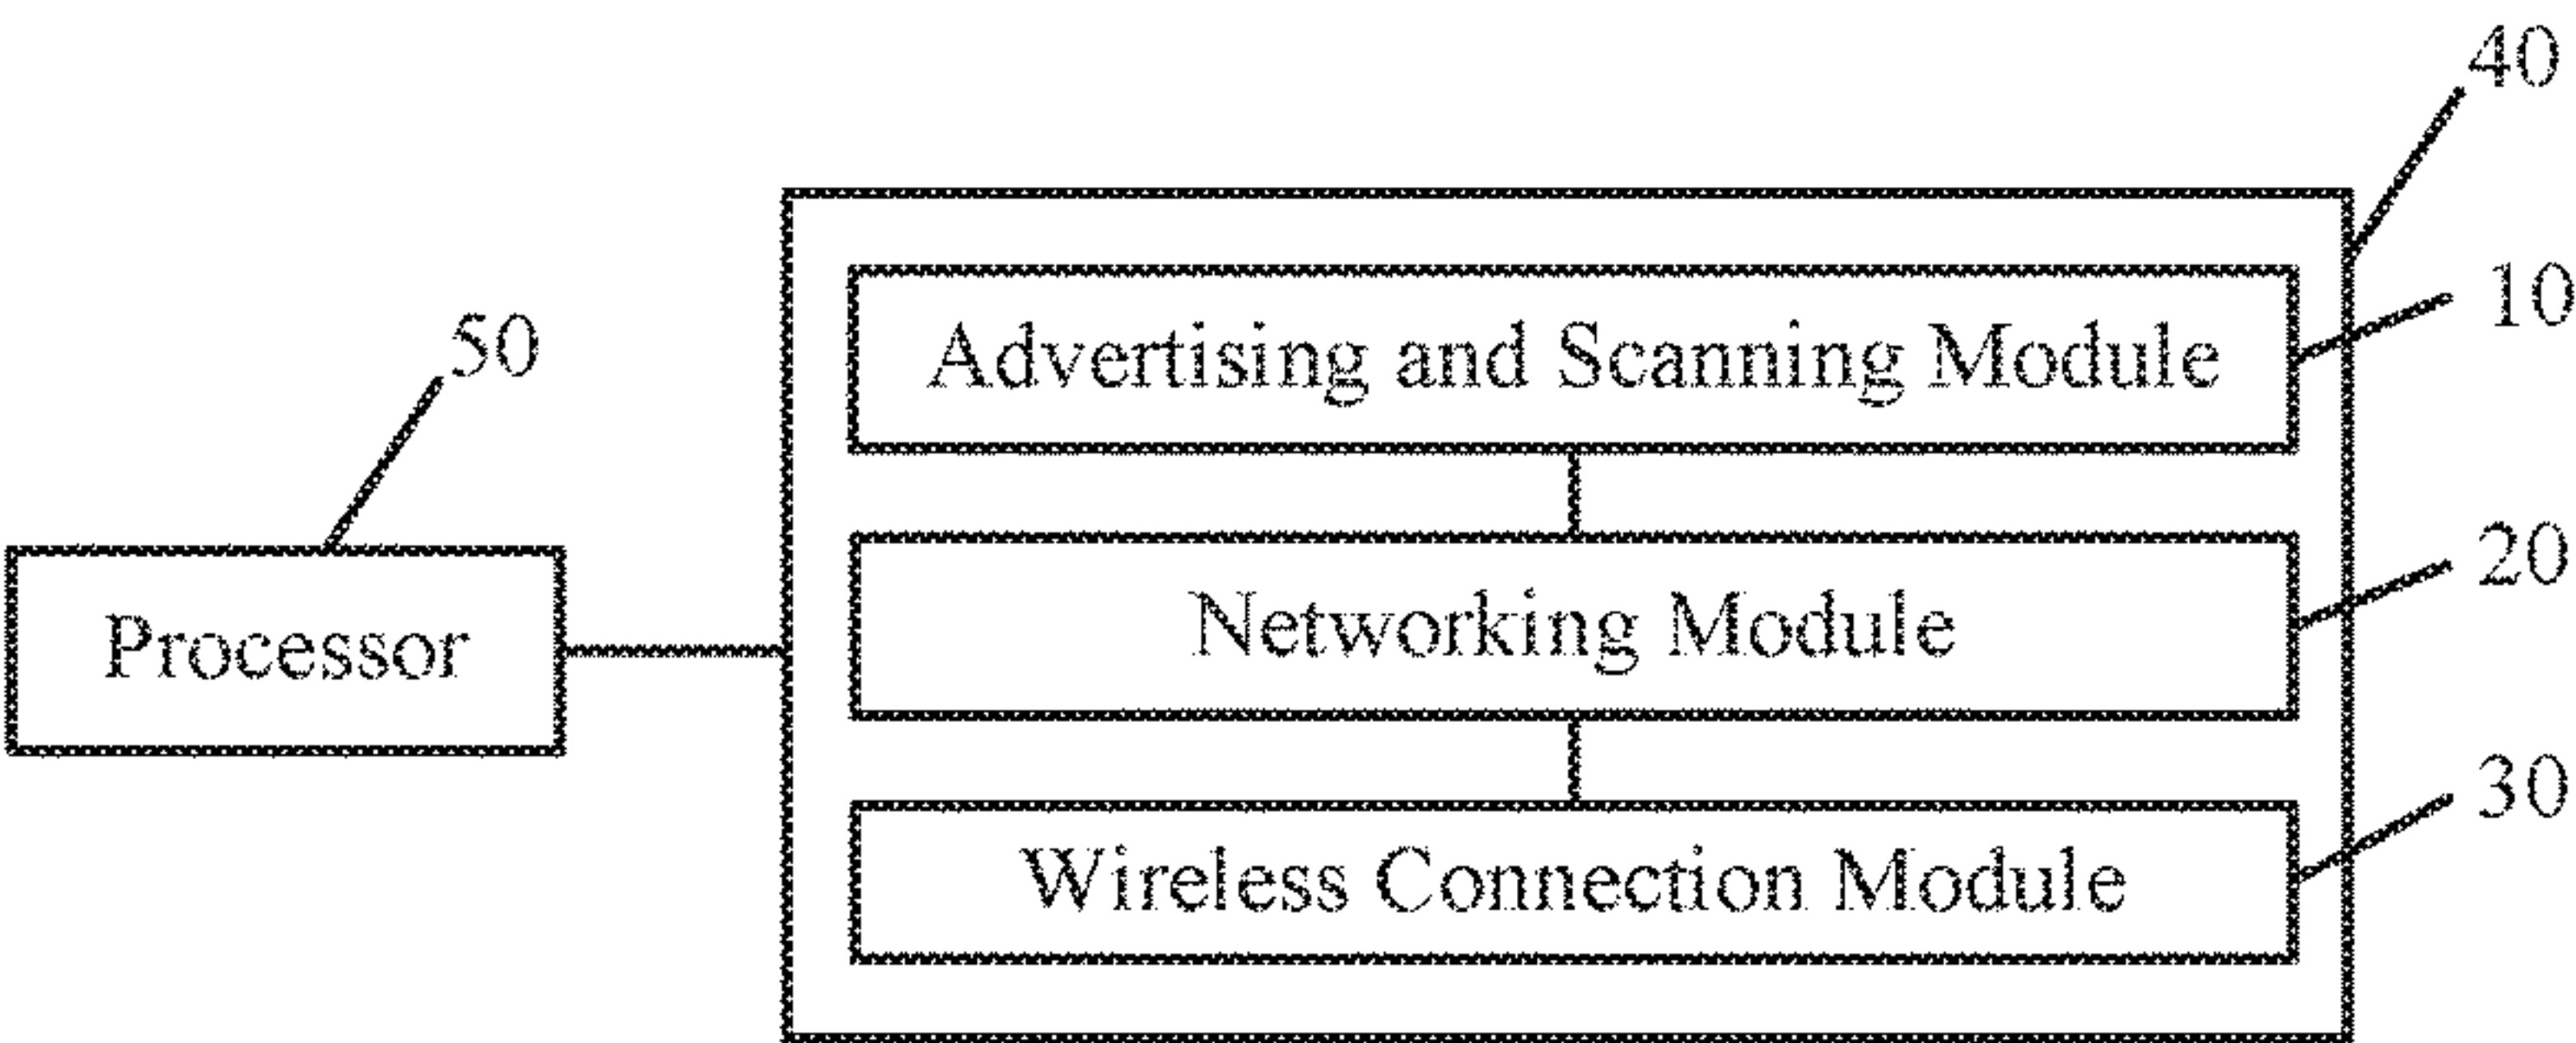 40
Advertising and Scanning Module
10
50
Networking Module
20
Processor
Wireless Connection Module
30